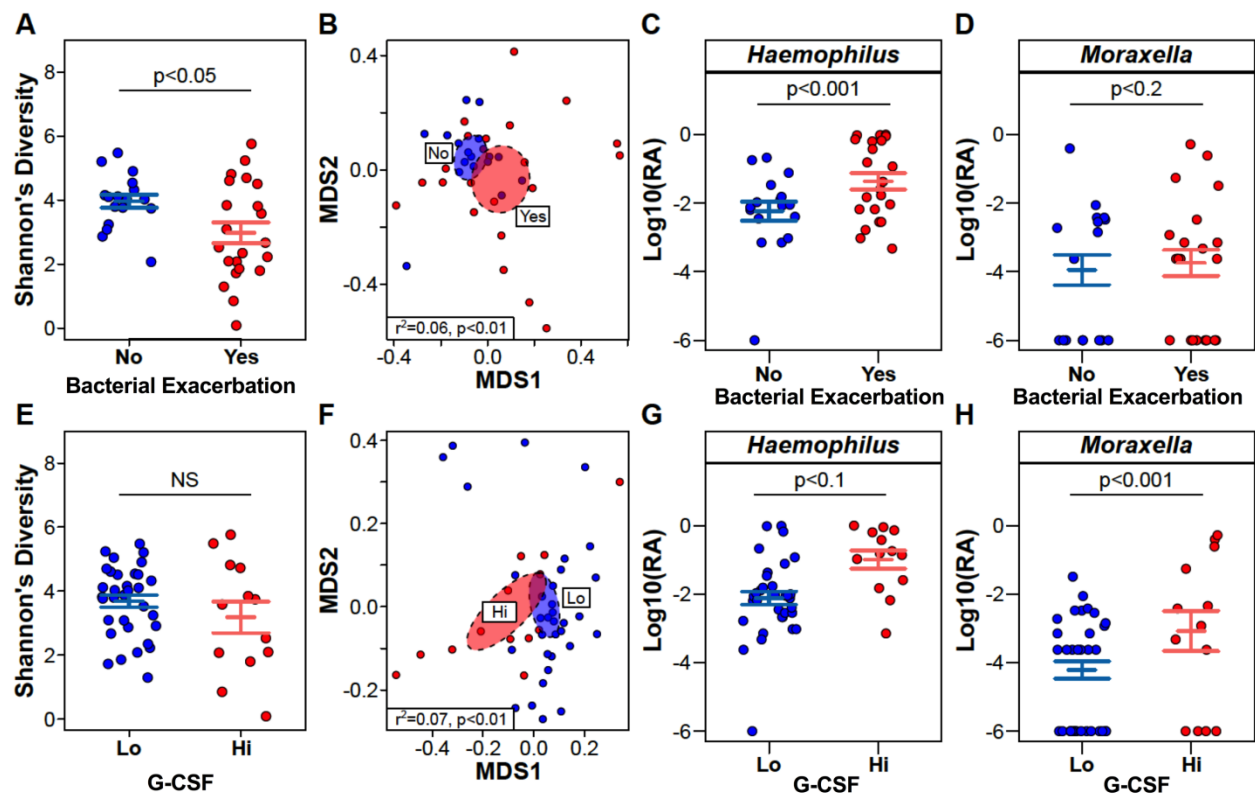 A
Shannon's Diversity
8
6
4
2
0
p<0.05
No
Yes
Bacterial Exacerbation
B
MDS2
0.4
0.0
-0.4
No
Yes
r²=0.06, p<0.01
-0.4
0.0
0.4
MDS1
C
Haemophilus
p<0.001
Log10(RA)
0
-2
-4
-6
No
Yes
Bacterial Exacerbation
D
Moraxella
p<0.2
Log10(RA)
0
-2
-4
-6
No
Yes
Bacterial Exacerbation
E
Shannon's Diversity
8
6
4
2
0
NS
Lo
Hi
G-CSF
F
MDS2
0.4
0.2
0.0
-0.2
Hi
Lo
r²=0.07, p<0.01
-0.4
-0.2
0.0
0.2
MDS1
G
Haemophilus
p<0.1
Log10(RA)
0
-2
-4
-6
Lo
Hi
G-CSF
H
Moraxella
p<0.001
Log10(RA)
0
-2
-4
-6
Lo
Hi
G-CSF